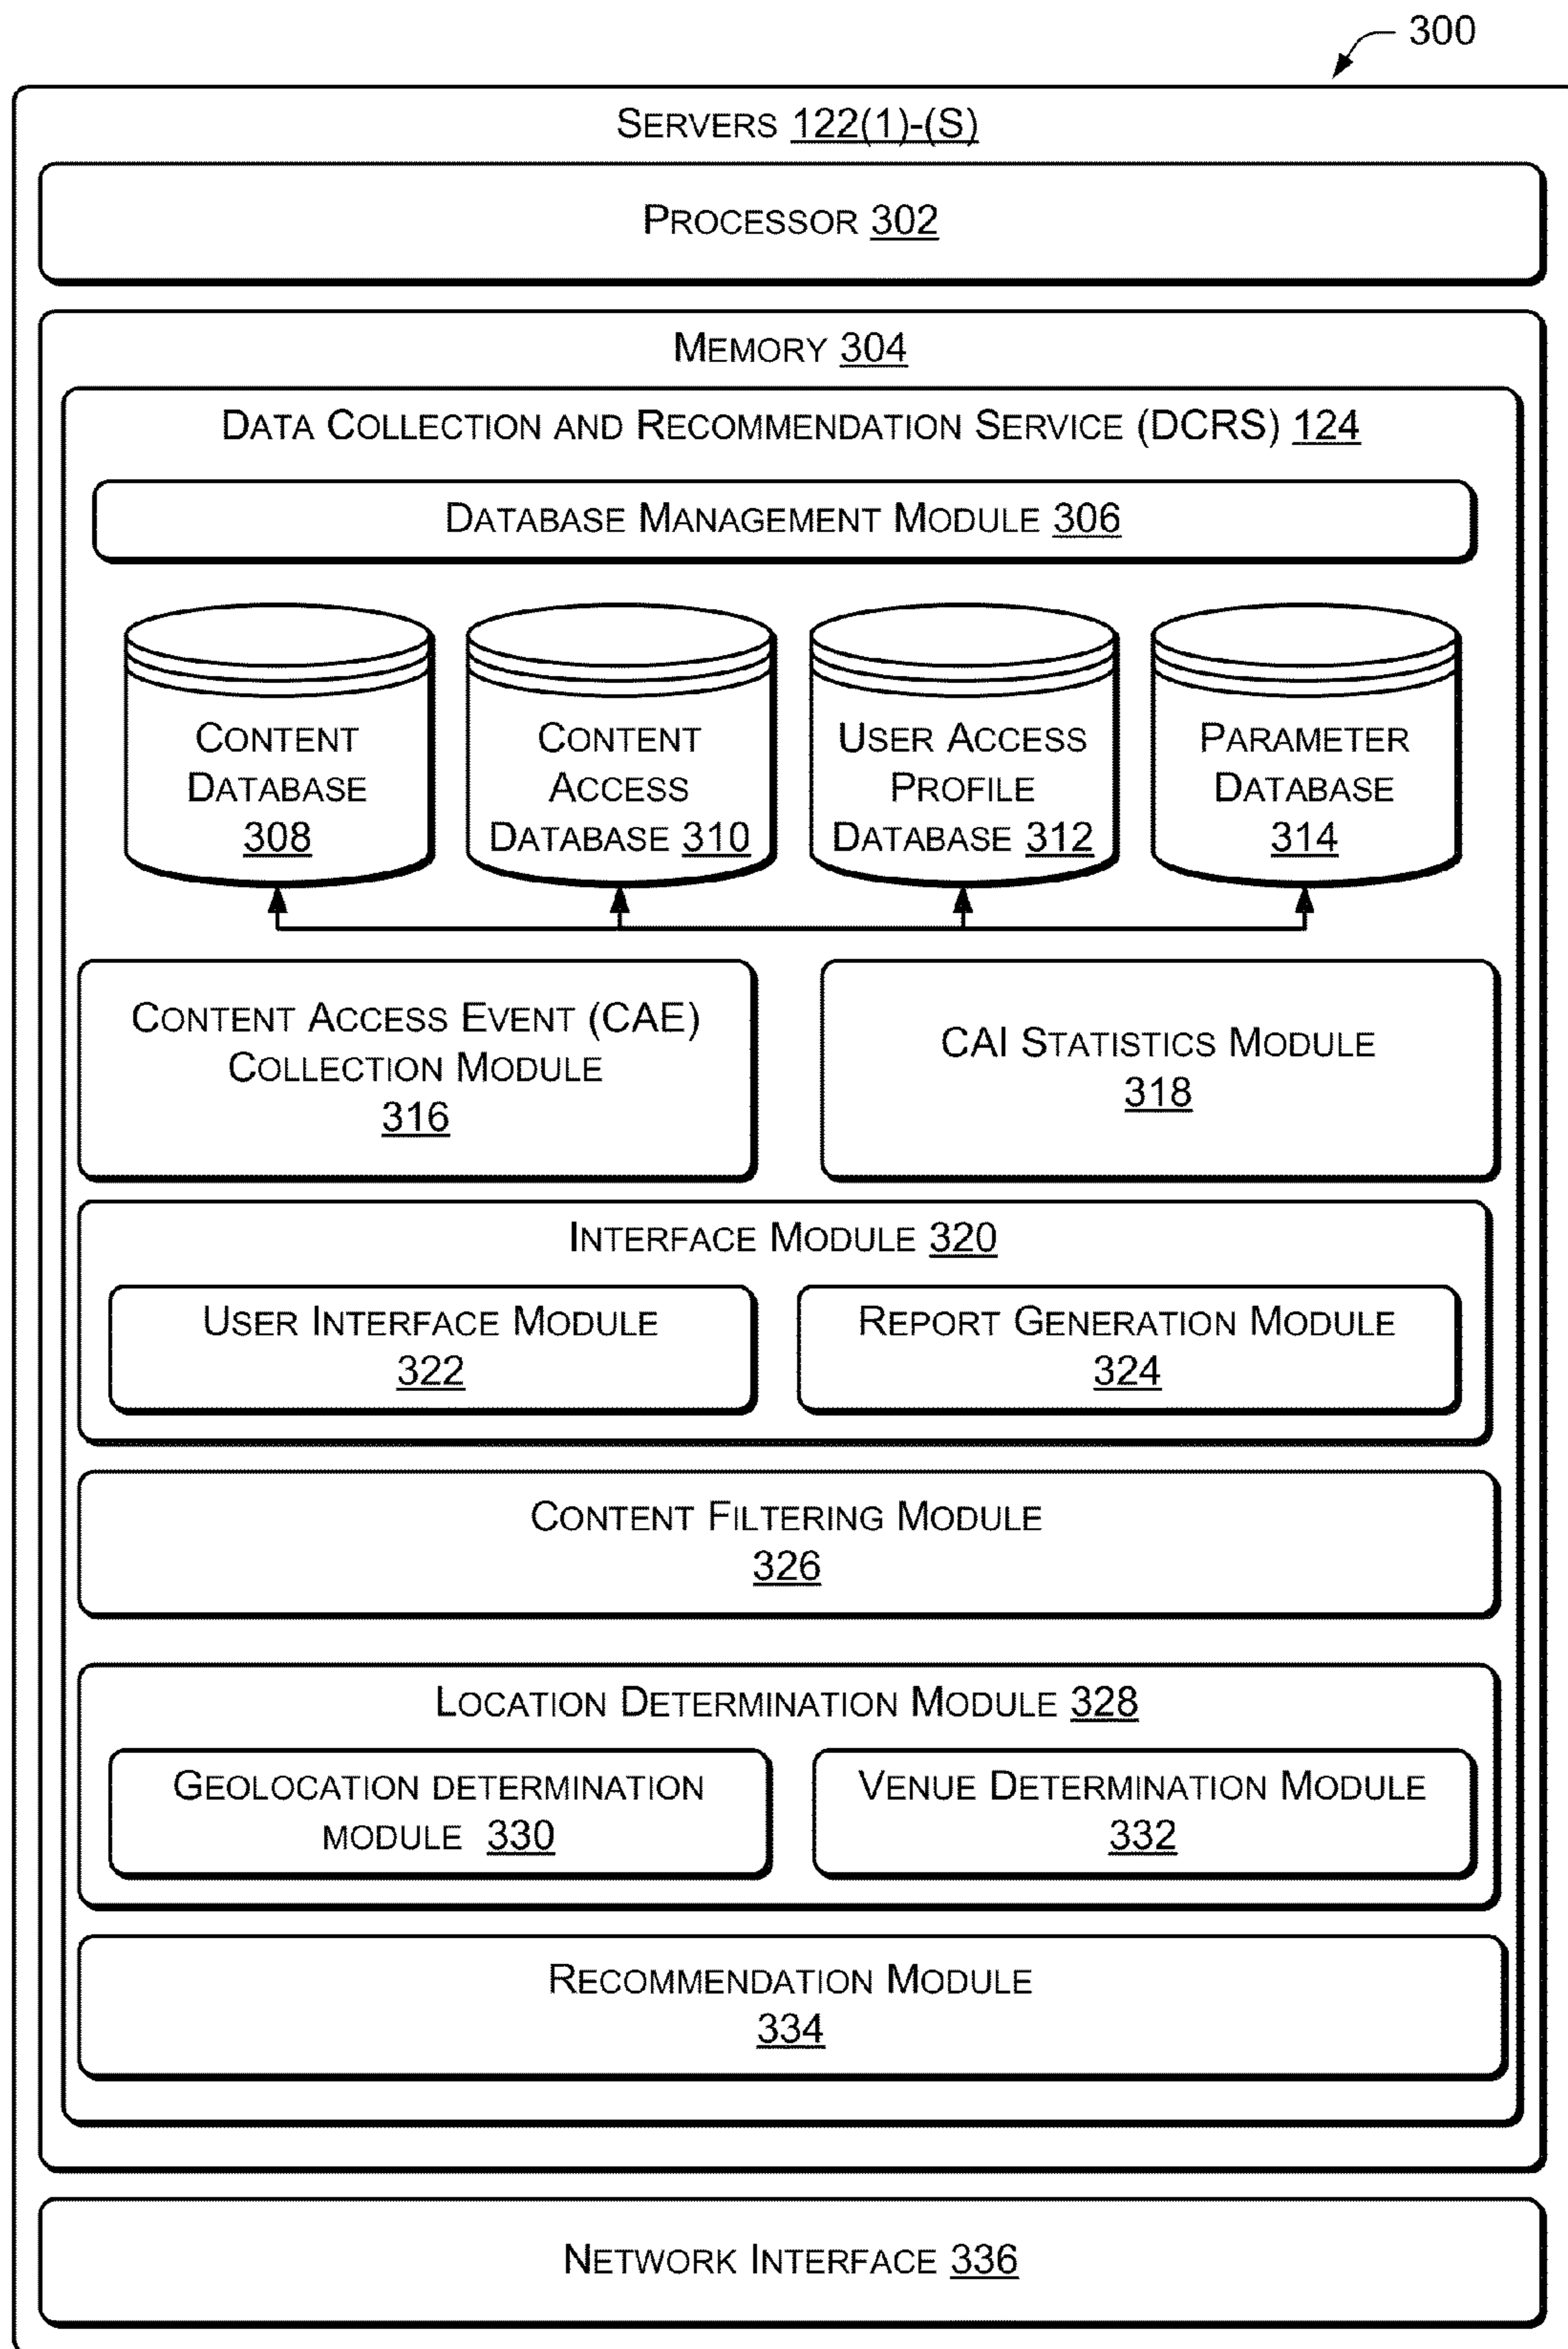 300
SERVERS 122(1)-(S)
PROCESSOR 302
MEMORY 304
DATA COLLECTION AND RECOMMENDATION SERVICE (DCRS) 124
DATABASE MANAGEMENT MODULE 306
CONTENT
DATABASE
308
CONTENT
ACCESS
DATABASE 310
USER ACCESS
PROFILE
DATABASE 312
PARAMETER
DATABASE
314
CONTENT ACCESS EVENT (CAE)
COLLECTION MODULE
316
CAI STATISTICS MODULE
318
INTERFACE MODULE 320
USER INTERFACE MODULE
322
REPORT GENERATION MODULE
324
CONTENT FILTERING MODULE
326
LOCATION DETERMINATION MODULE 328
GEOLOCATION DETERMINATION
MODULE 330
VENUE DETERMINATION MODULE
332
RECOMMENDATION MODULE
334
NETWORK INTERFACE 336